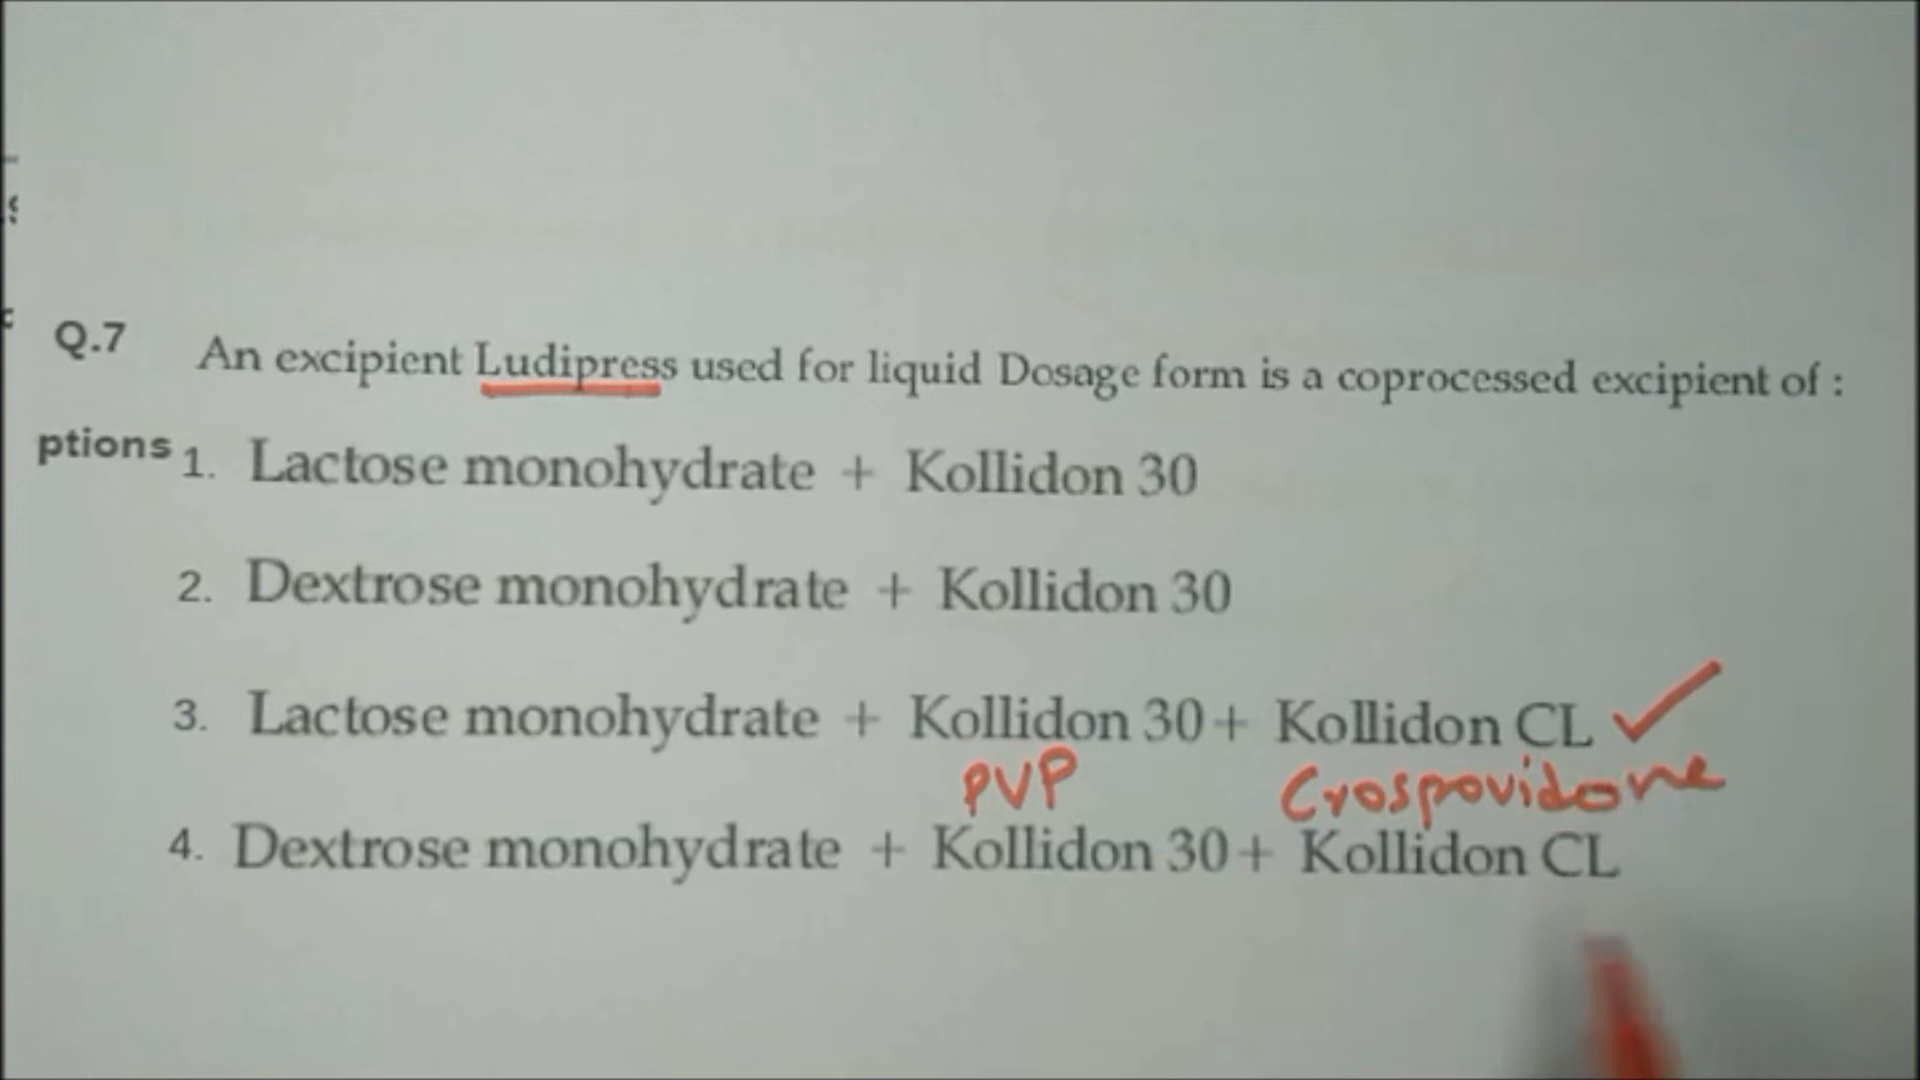 Q.7 An excipient Ludipress used for liquid Dosage form is a coprocessed excipient of :
ptions 1. Lactose monohydrate + Kollidon 30
2. Dextrose monohydrate + Kollidon 30
3. Lactose monohydrate + Kollidon 30 + Kollidon CL
PVP Crospovidone
4. Dextrose monohydrate + Kollidon 30 + Kollidon CL